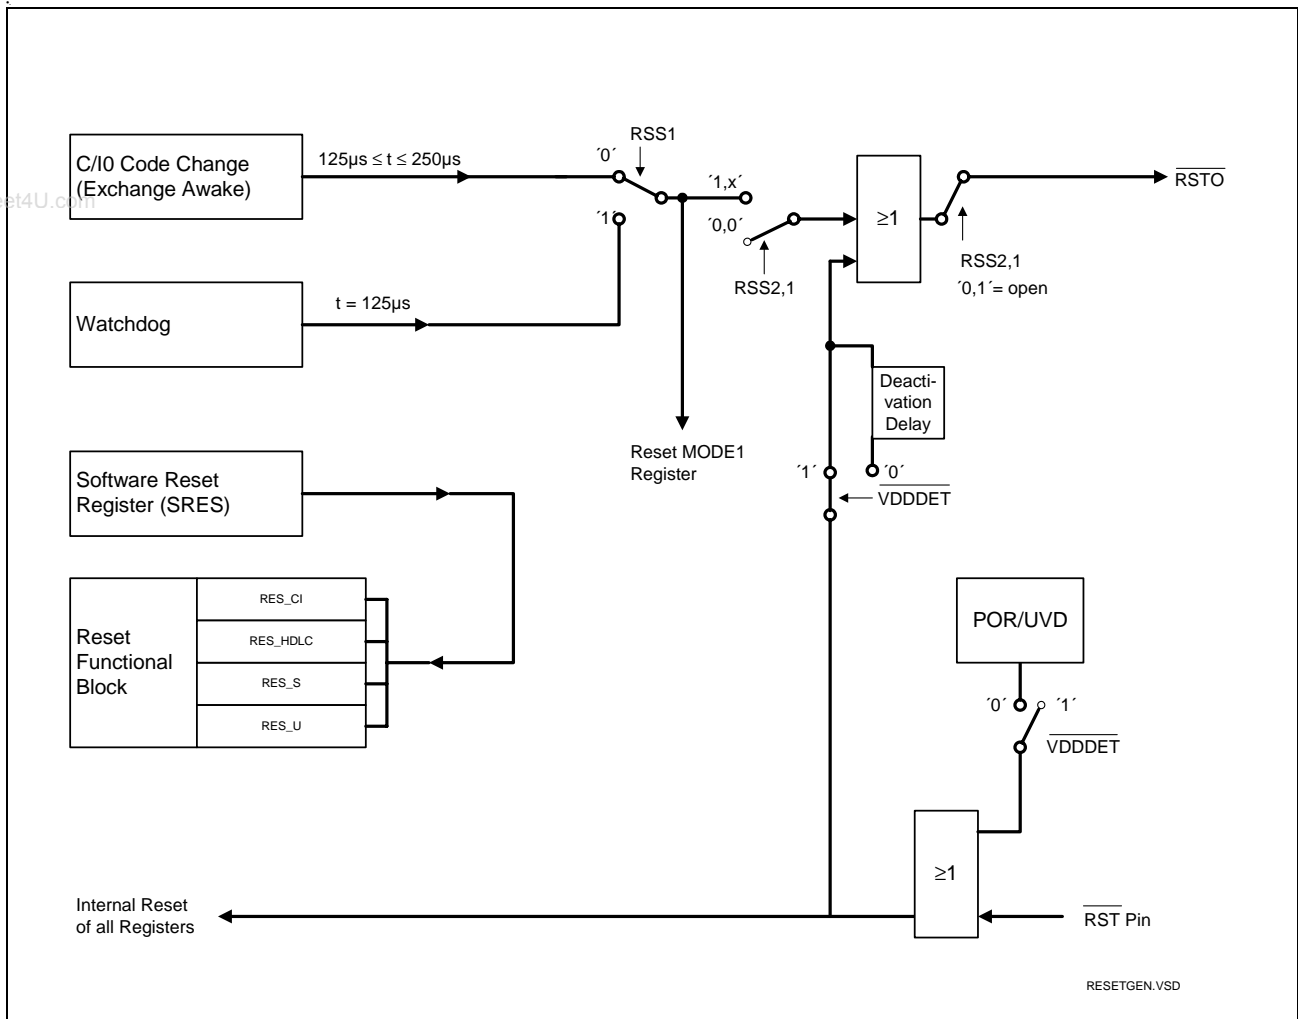 C/I0 Code Change
(Exchange Awake)
125µs ≤ t ≤ 250µs
´0´
RSS1
´1´
´1,x´
´0,0´
RSS2,1
≥1
RSTO
RSS2,1
´0,1´= open
eet4U.com
Watchdog
t = 125µs
Deacti-
vation
Delay
Reset MODE1
Register
´1´
´0´
VDDDET
Software Reset
Register (SRES)
Reset
Functional
Block
RES_CI
RES_HDLC
RES_S
RES_U
POR/UVD
´0´
´1´
VDDDET
≥1
Internal Reset
of all Registers
RST Pin
RESETGEN.VSD